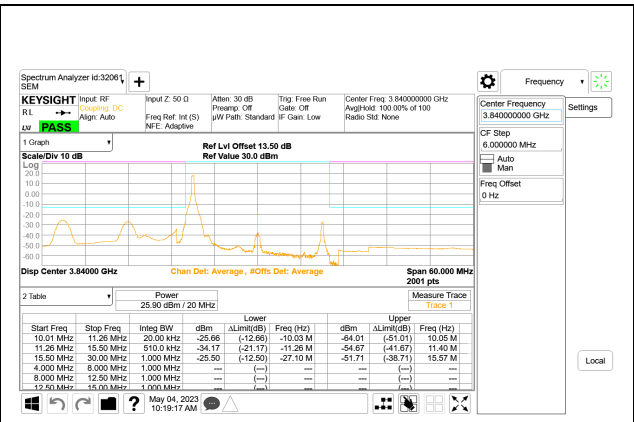 Spectrum Analyzer id:32061
SEM
Frequency
KEYSIGHT
RL
LXI
PASS
Input: RF
Coupling: DC
Align: Auto
Input Z: 50 Ω
Freq Ref: Int (S)
NFE: Adaptive
Atten: 30 dB
Preamp: Off
µW Path: Standard
Trig: Free Run
Gate: Off
IF Gain: Low
Center Freq: 3.840000000 GHz
Avg|Hold: 100.00% of 100
Radio Std: None
Center Frequency
3.840000000 GHz
Settings
CF Step
6.000000 MHz
Auto
Man
Freq Offset
0 Hz
Local
1 Graph
Scale/Div 10 dB
Ref Lvl Offset 13.50 dB
Ref Value 30.0 dBm
Log
20.0
10.0
0.00
-10.0
-20.0
-30.0
-40.0
-50.0
-60.0
Disp Center 3.84000 GHz
Chan Det: Average , #Offs Det: Average
Span 60.000 MHz
2001 pts
2 Table
Power
25.90 dBm / 20 MHz
Measure Trace
Trace 1
Lower Upper
Start Freq Stop Freq Integ BW dBm ΔLimit(dB) Freq (Hz) dBm ΔLimit(dB) Freq (Hz)
10.01 MHz 11.26 MHz 20.00 kHz -25.66 (-12.66) -10.03 M -64.01 (-51.01) 10.05 M
11.26 MHz 15.50 MHz 510.0 kHz -34.17 (-21.17) -11.26 M -54.67 (-41.67) 11.40 M
15.50 MHz 30.00 MHz 1.000 MHz -25.50 (-12.50) -27.10 M -51.71 (-38.71) 15.57 M
4.000 MHz 8.000 MHz 1.000 MHz --- (---) --- (---)
8.000 MHz 12.50 MHz 1.000 MHz --- (---) --- (---)
12.50 MHz 15.00 MHz 1.000 MHz --- (---) --- (---)
?
May 04, 2023
10:19:17 AM